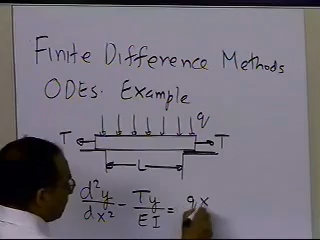 Finite Difference Methods
ODEs. Example
q
T T
L
d²y/dx² - Ty/EI = qx